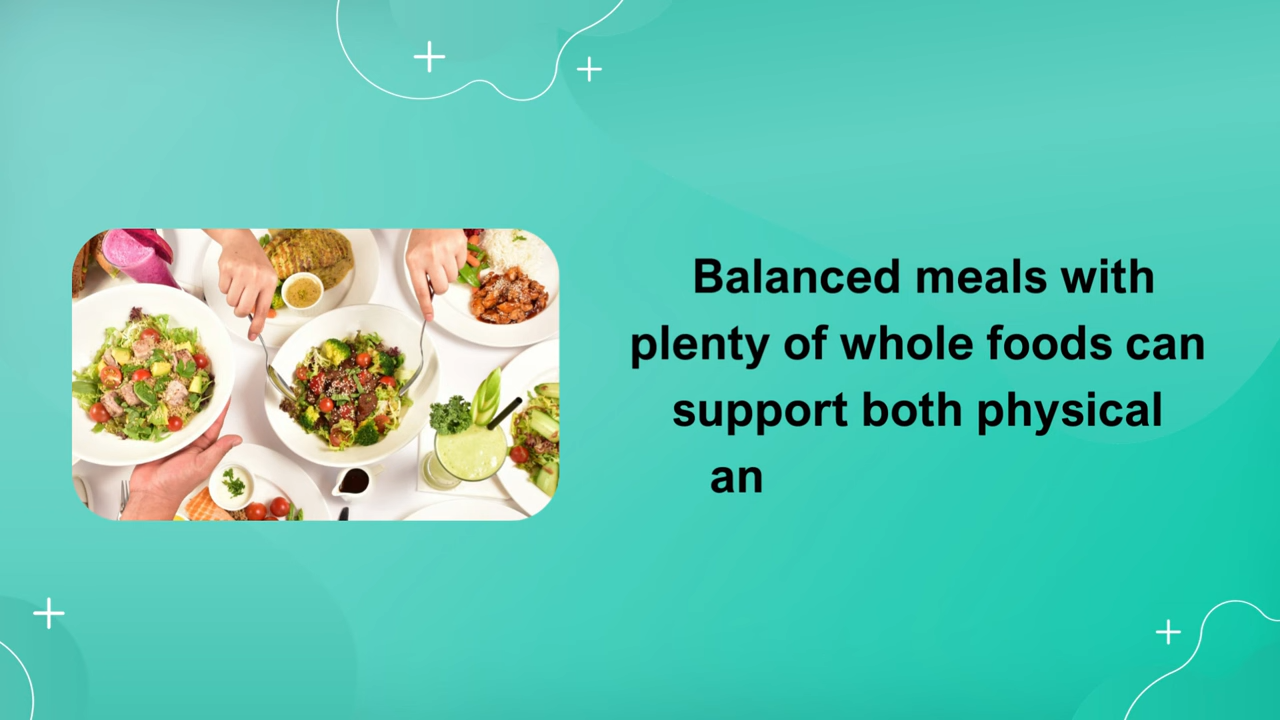 Balanced meals with
plenty of whole foods can
support both physical
an